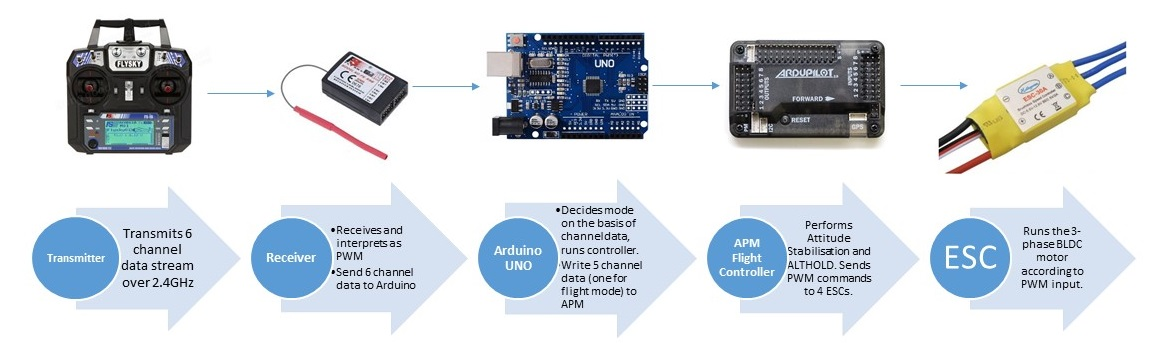 FLYSKY
UNO
ARDUPILOT
OUTPUTS
INPUTS
FORWARD
RESET
GPS
ESC-30A
Transmitter
Transmits 6
channel
data stream
over 2.4GHz
Receiver
•Receives and
interprets as
PWM
•Send 6 channel
data to Arduino
Arduino
UNO
•Decides mode
on the basis of
channel data,
runs controller.
•Write 5 channel
data (one for
flight mode) to
APM
APM
Flight
Controller
Performs
Attitude
Stabilisation and
ALTHOLD. Sends
PWM commands
to 4 ESCs.
ESC
Runs the 3-
phase BLDC
motor
according to
PWM input.